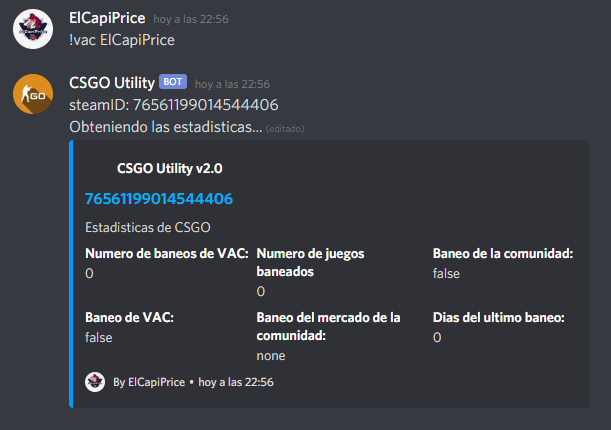 ElCapiPrice hoy a las 22:56
!vac ElCapiPrice
CSGO Utility BOT hoy a las 22:56
steamID: 76561199014544406
Obteniendo las estadisticas... (editado)
CSGO Utility v2.0
76561199014544406
Estadisticas de CSGO
Numero de baneos de VAC:
0
Numero de juegos
baneados
0
Baneo de la comunidad:
false
Baneo de VAC:
false
Baneo del mercado de la
comunidad:
none
Dias del ultimo baneo:
0
By ElCapiPrice • hoy a las 22:56